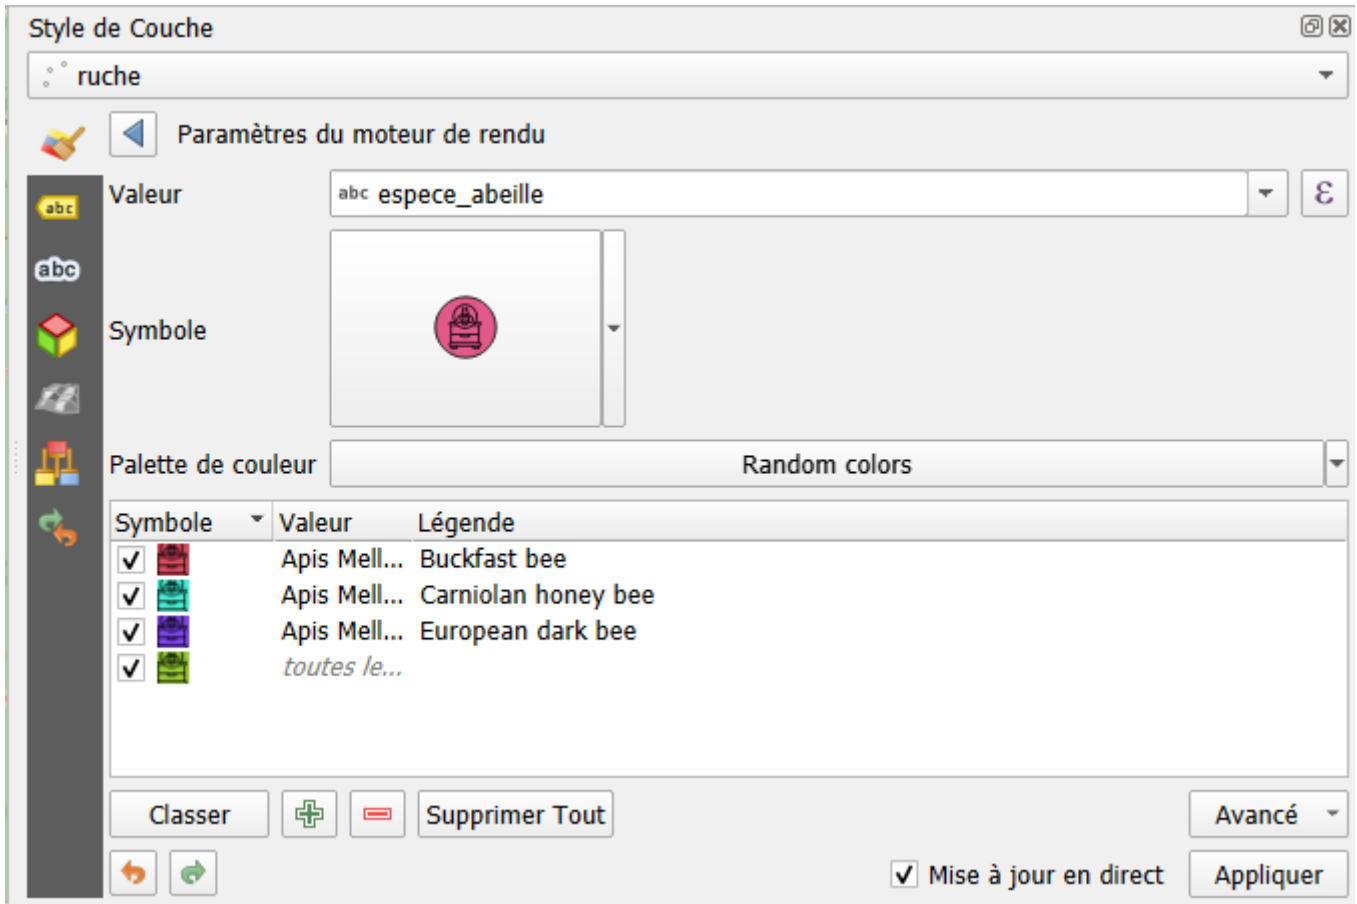 Style de Couche
ruche
Paramètres du moteur de rendu
abc
Valeur
abc espece_abeille
ε
abc
Symbole
Palette de couleur
Random colors
Symbole Valeur Légende
Apis Mell... Buckfast bee
Apis Mell... Carniolan honey bee
Apis Mell... European dark bee
toutes le...
Classer
Supprimer Tout
Avancé
Mise à jour en direct
Appliquer